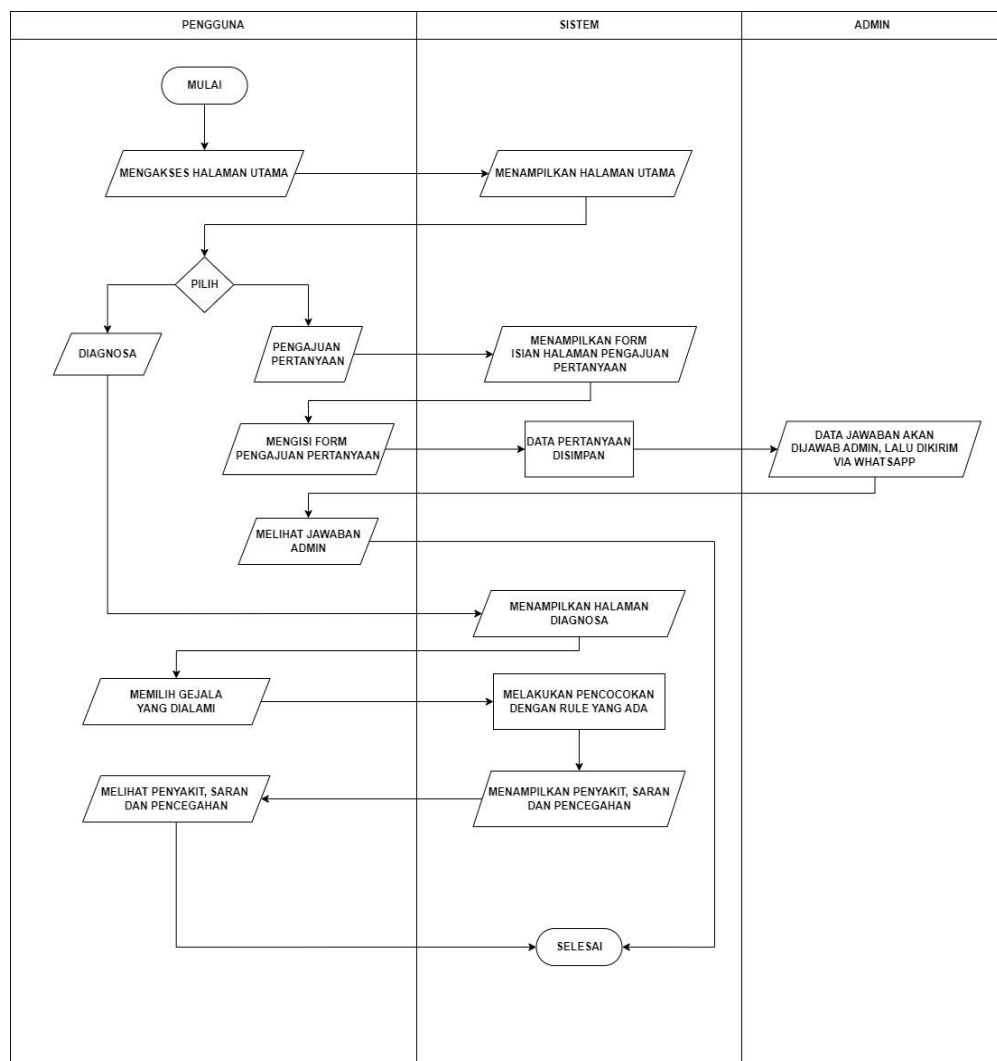 PENGGUNA
SISTEM
ADMIN
MULAI
MENGAKSES HALAMAN UTAMA
MENAMPILKAN HALAMAN UTAMA
PILIH
DIAGNOSA
PENGAJUAN
PERTANYAAN
MENAMPILKAN FORM
ISIAN HALAMAN PENGAJUAN
PERTANYAAN
MENGISI FORM
PENGAJUAN PERTANYAAN
DATA PERTANYAAN
DISIMPAN
DATA JAWABAN AKAN
DIJAWAB ADMIN, LALU DIKIRIM
VIA WHATSAPP
MELIHAT JAWABAN
ADMIN
MENAMPILKAN HALAMAN
DIAGNOSA
MEMILIH GEJALA
YANG DIALAMI
MELAKUKAN PENCOCOKAN
DENGAN RULE YANG ADA
MELIHAT PENYAKIT, SARAN
DAN PENCEGAHAN
MENAMPILKAN PENYAKIT, SARAN
DAN PENCEGAHAN
SELESAI